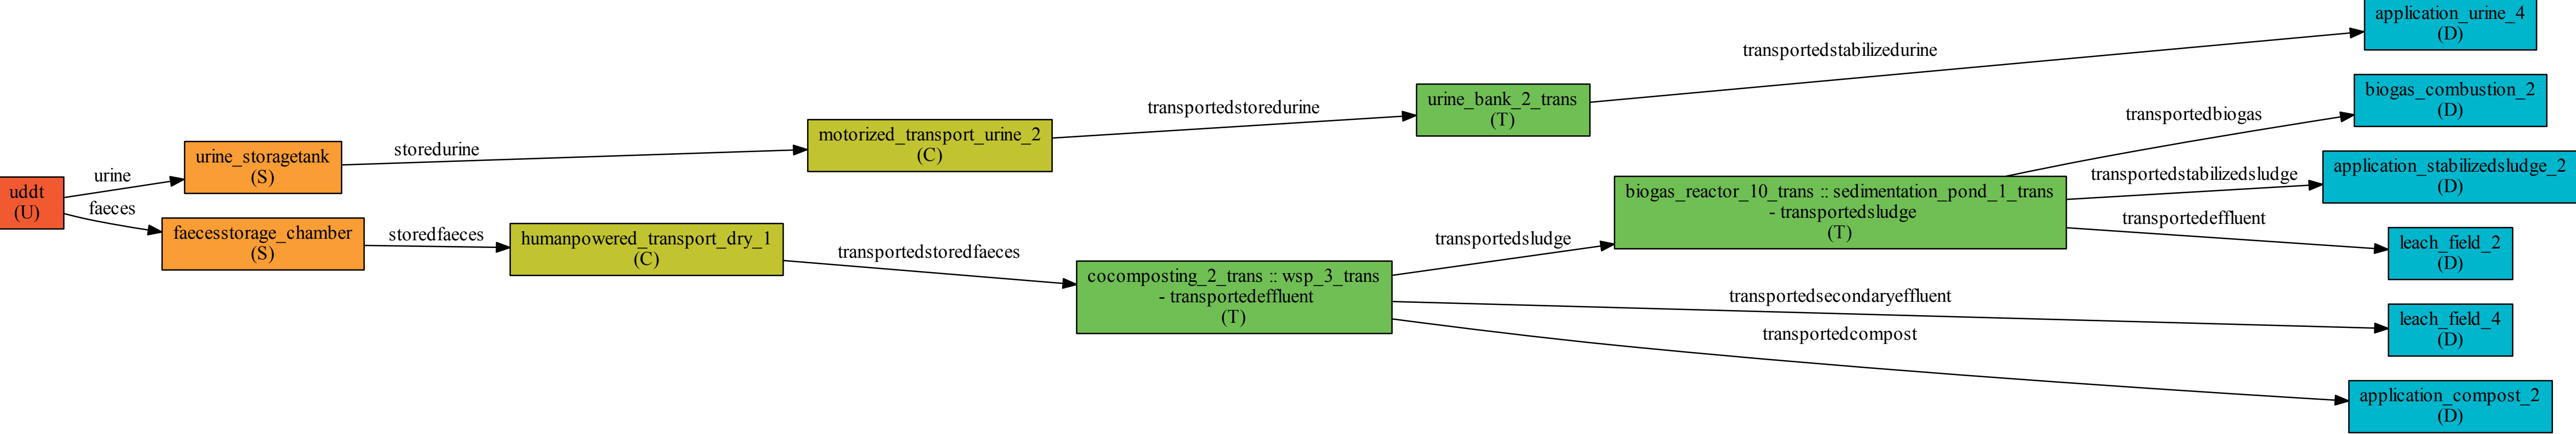 uddt
(U)
urine
faeces
urine_storagetank
(S)
faecesstorage_chamber
(S)
storedurine
storedfaeces
motorized_transport_urine_2
(C)
humanpowered_transport_dry_1
(C)
transportedstoredurine
transportedstoredfaeces
urine_bank_2_trans
(T)
cocomposting_2_trans :: wsp_3_trans
- transportedeffluent
(T)
transportedstabilizedurine
transportedsludge
biogas_reactor_10_trans :: sedimentation_pond_1_trans
- transportedsludge
(T)
transportedsecondaryeffluent
transportedcompost
transportedbiogas
transportedstabilizedsludge
transportedeffluent
application_urine_4
(D)
biogas_combustion_2
(D)
application_stabilizedsludge_2
(D)
leach_field_2
(D)
leach_field_4
(D)
application_compost_2
(D)